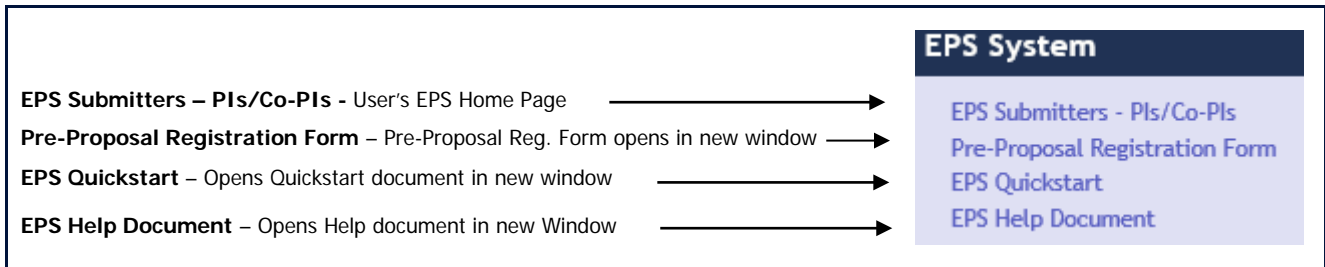 EPS System
EPS Submitters – PIs/Co-PIs - User's EPS Home Page
EPS Submitters - PIs/Co-PIs
Pre-Proposal Registration Form – Pre-Proposal Reg. Form opens in new window
Pre-Proposal Registration Form
EPS Quickstart – Opens Quickstart document in new window
EPS Quickstart
EPS Help Document – Opens Help document in new Window
EPS Help Document